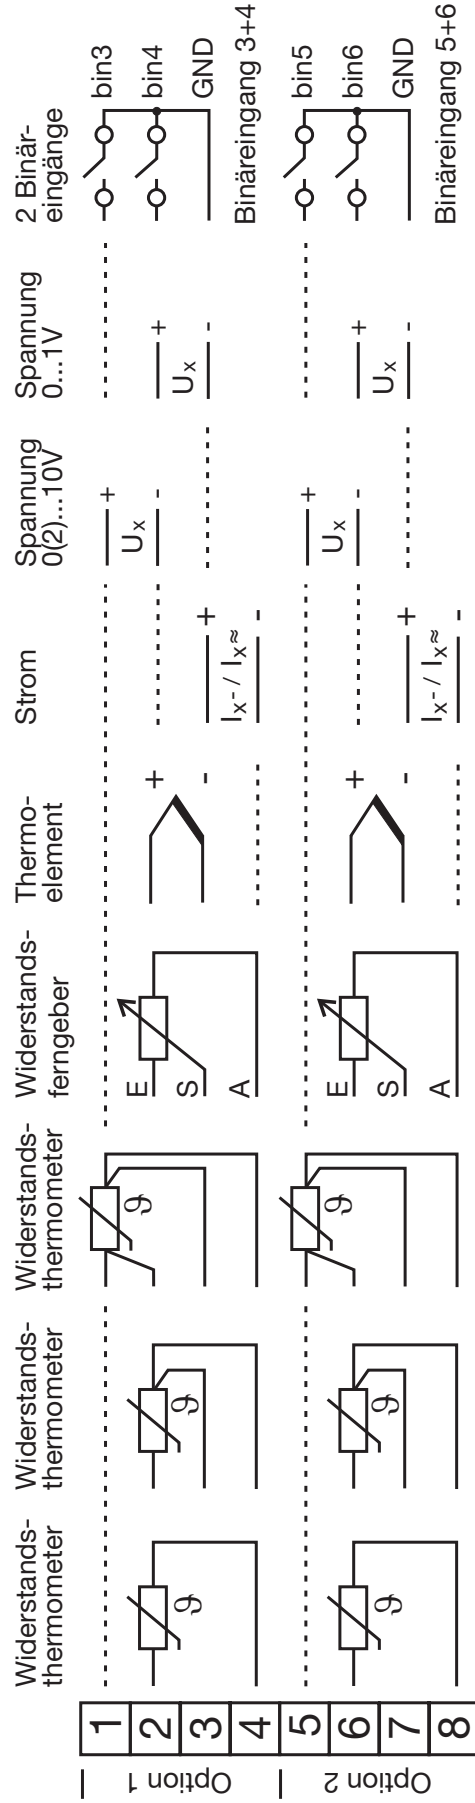 Option 1
Option 2
1
2
3
4
5
6
7
8
Widerstands-
thermometer
ϑ
ϑ
Widerstands-
thermometer
ϑ
ϑ
Widerstands-
thermometer
ϑ
ϑ
Widerstands-
ferngeber
E
S
A
E
S
A
Thermo-
element
+
-
+
-
Strom
+
Ix- / Ix≈
-
+
Ix- / Ix≈
-
Spannung
0(2)...10V
+
Ux
-
+
Ux
-
Spannung
0...1V
+
Ux
-
+
Ux
-
2 Binär-
eingänge
bin3
bin4
GND
Binäreingang 3+4
bin5
bin6
GND
Binäreingang 5+6